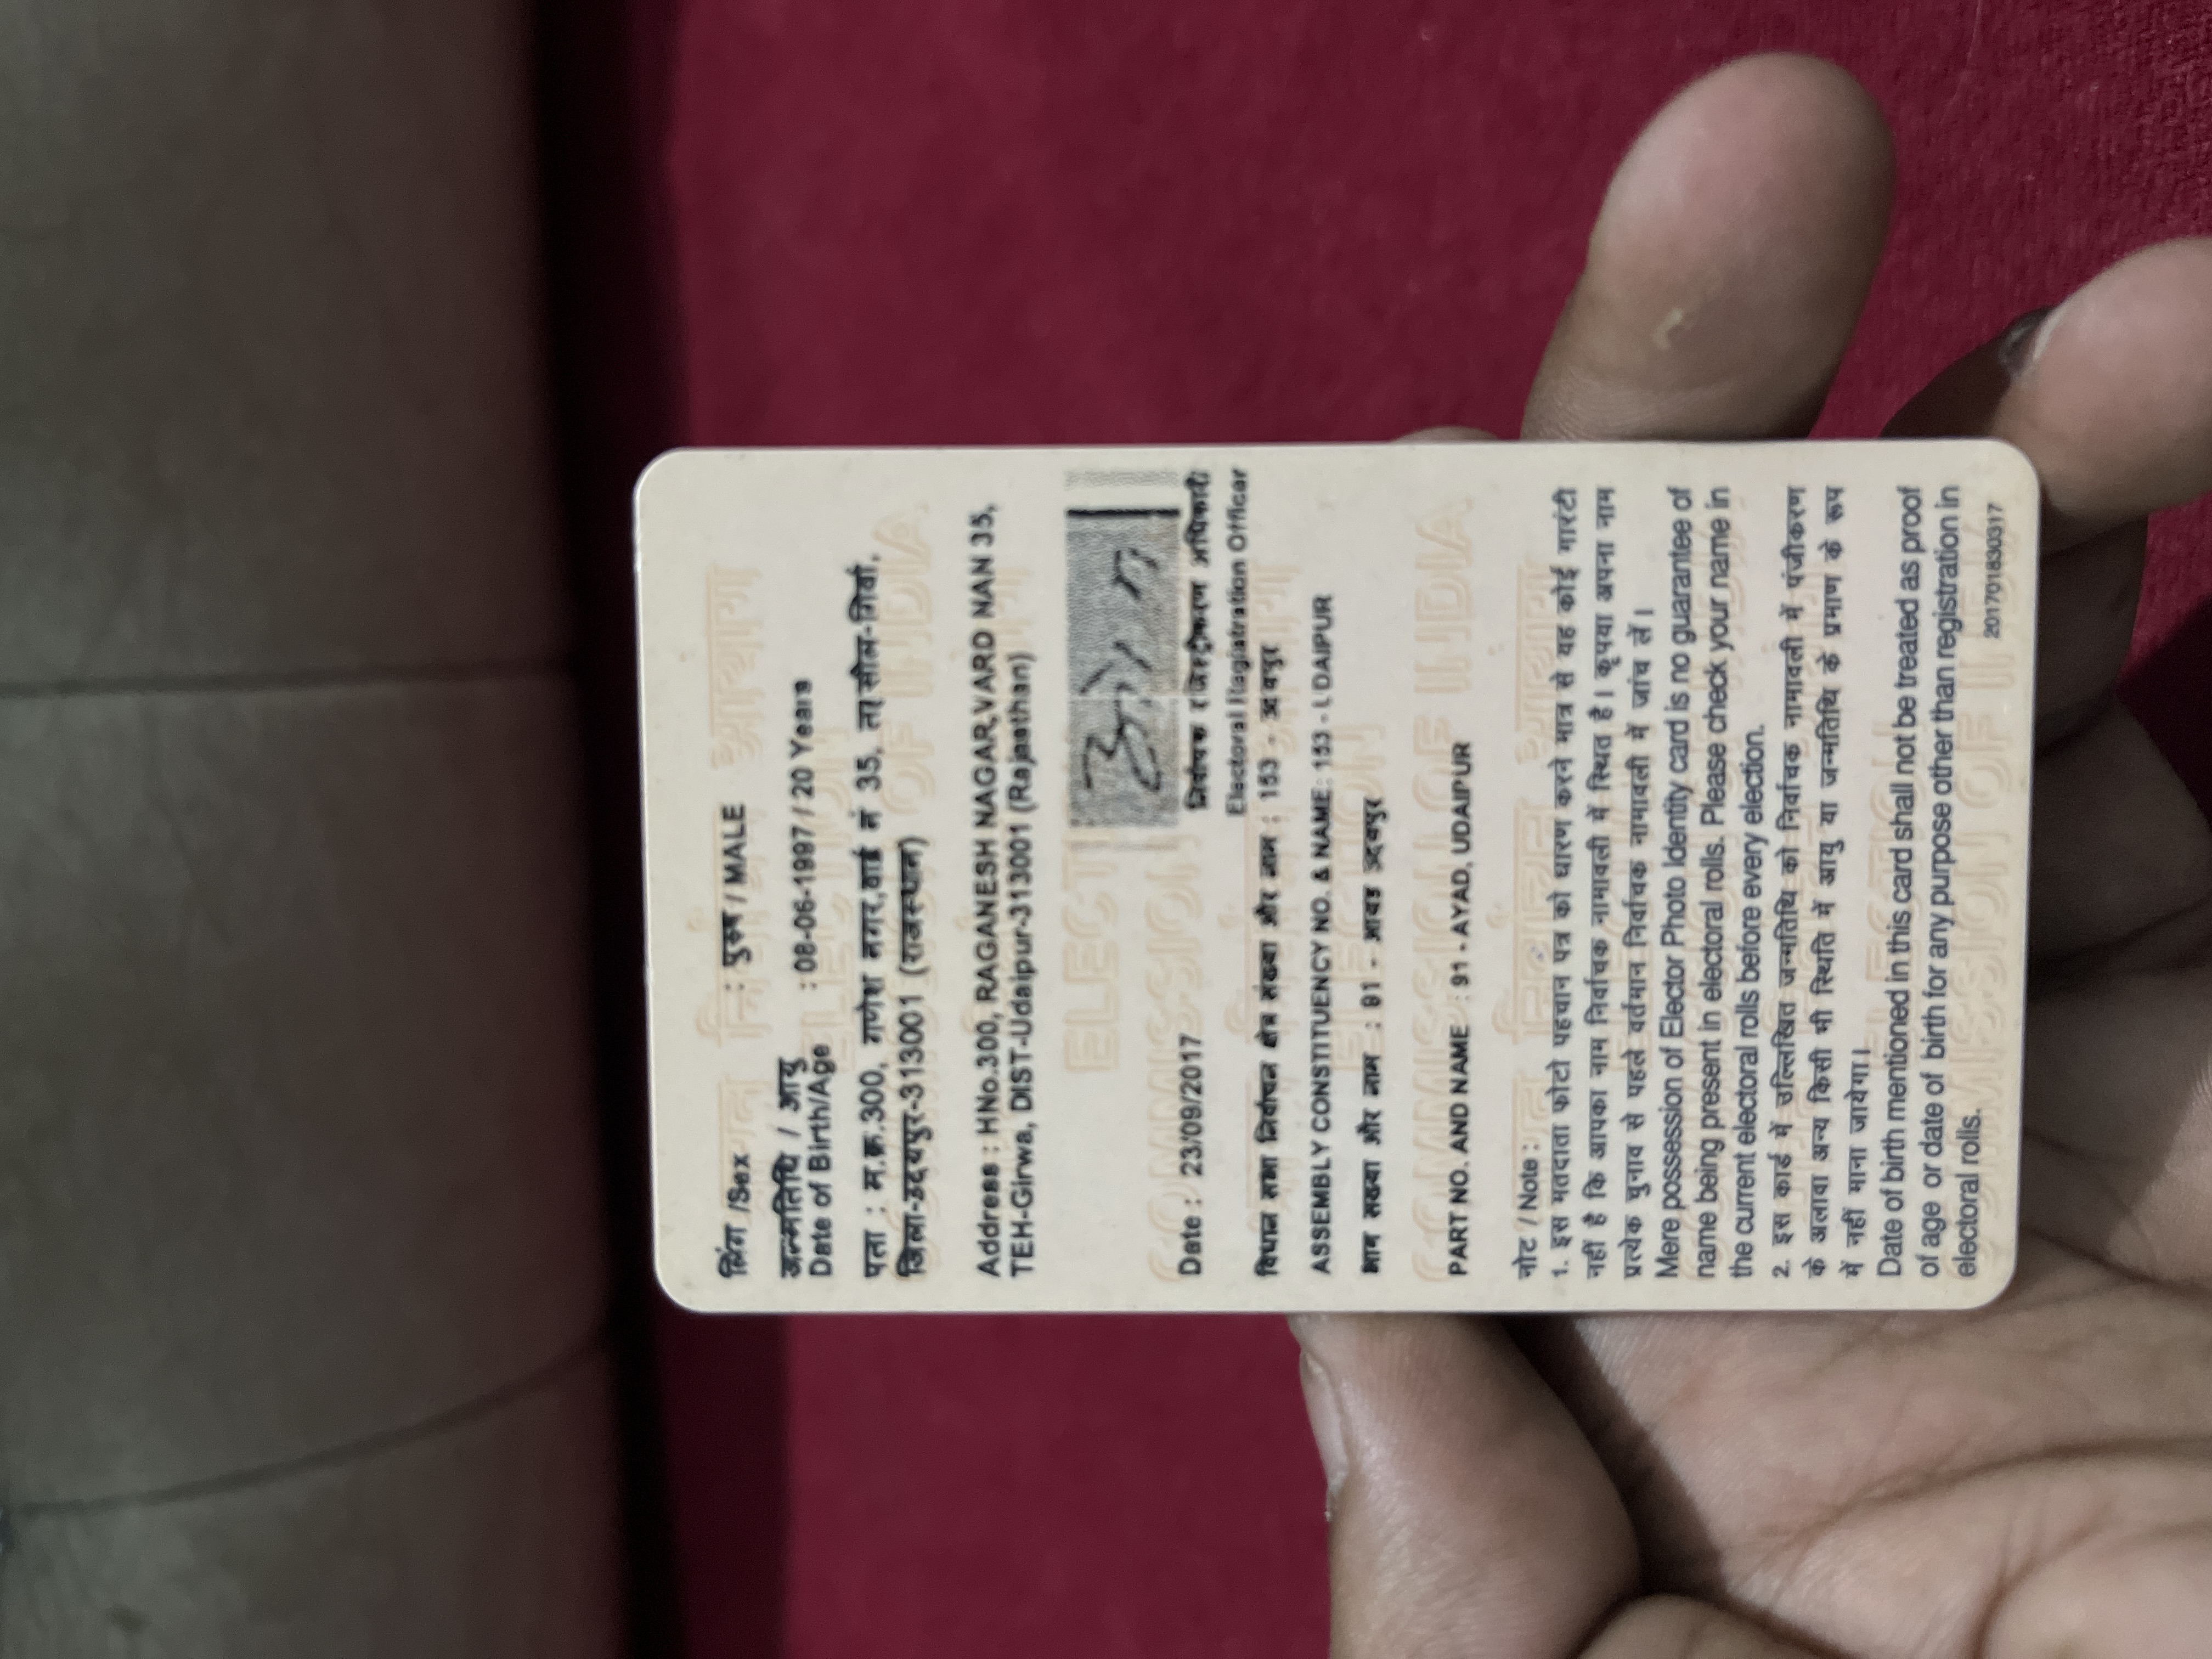 लिंग /Sex : पुरुष / MALE
जन्मतिथि / आयु
Date of Birth/Age : 08-06-1997 / 20 Years
पता : म.क्र.300, गणेश नगर,वार्ड नं 35, तहसील-गिर्वा,
जिला-उदयपुर-313001 (राजस्थान)
Address : HNo.300, RAGANESH NAGAR,VARD NAN 35,
TEH-Girwa, DIST-Udaipur-313001 (Rajasthan)
Date : 23/09/2017
निर्वाचक रजिस्ट्रीकरण अधिकारी
Electoral Registration Officer
विधान सभा निर्वाचन क्षेत्र संख्या और नाम : 153 - उदयपुर
ASSEMBLY CONSTITUENCY NO. & NAME: 153 - UDAIPUR
भाग संख्या और नाम : 91 - आयड उदयपुर
PART NO. AND NAME : 91 - AYAD, UDAIPUR
नोट / Note :
1. इस मतदाता फोटो पहचान पत्र को धारण करने मात्र से यह कोई गारंटी
नहीं है कि आपका नाम निर्वाचक नामावली में स्थित है। कृपया अपना नाम
प्रत्येक चुनाव से पहले वर्तमान निर्वाचक नामावली में जांच लें।
Mere possession of Elector Photo Identity card is no guarantee of
name being present in electoral rolls. Please check your name in
the current electoral rolls before every election.
2. इस कार्ड में उल्लिखित जन्मतिथि को निर्वाचक नामावली में पंजीकरण
के अलावा अन्य किसी भी स्थिति में आयु या जन्मतिथि के प्रमाण के रूप
में नहीं माना जायेगा।
Date of birth mentioned in this card shall not be treated as proof
of age or date of birth for any purpose other than registration in
electoral rolls.
201701830317